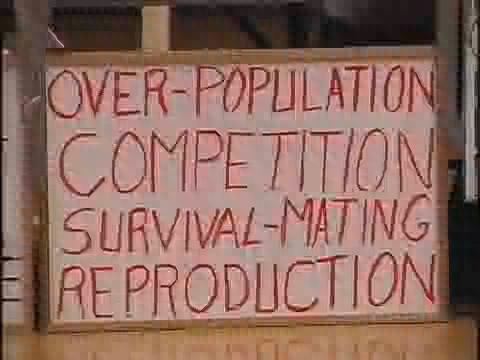 OVER-POPULATION
COMPETITION
SURVIVAL-MATING
REPRODUCTION